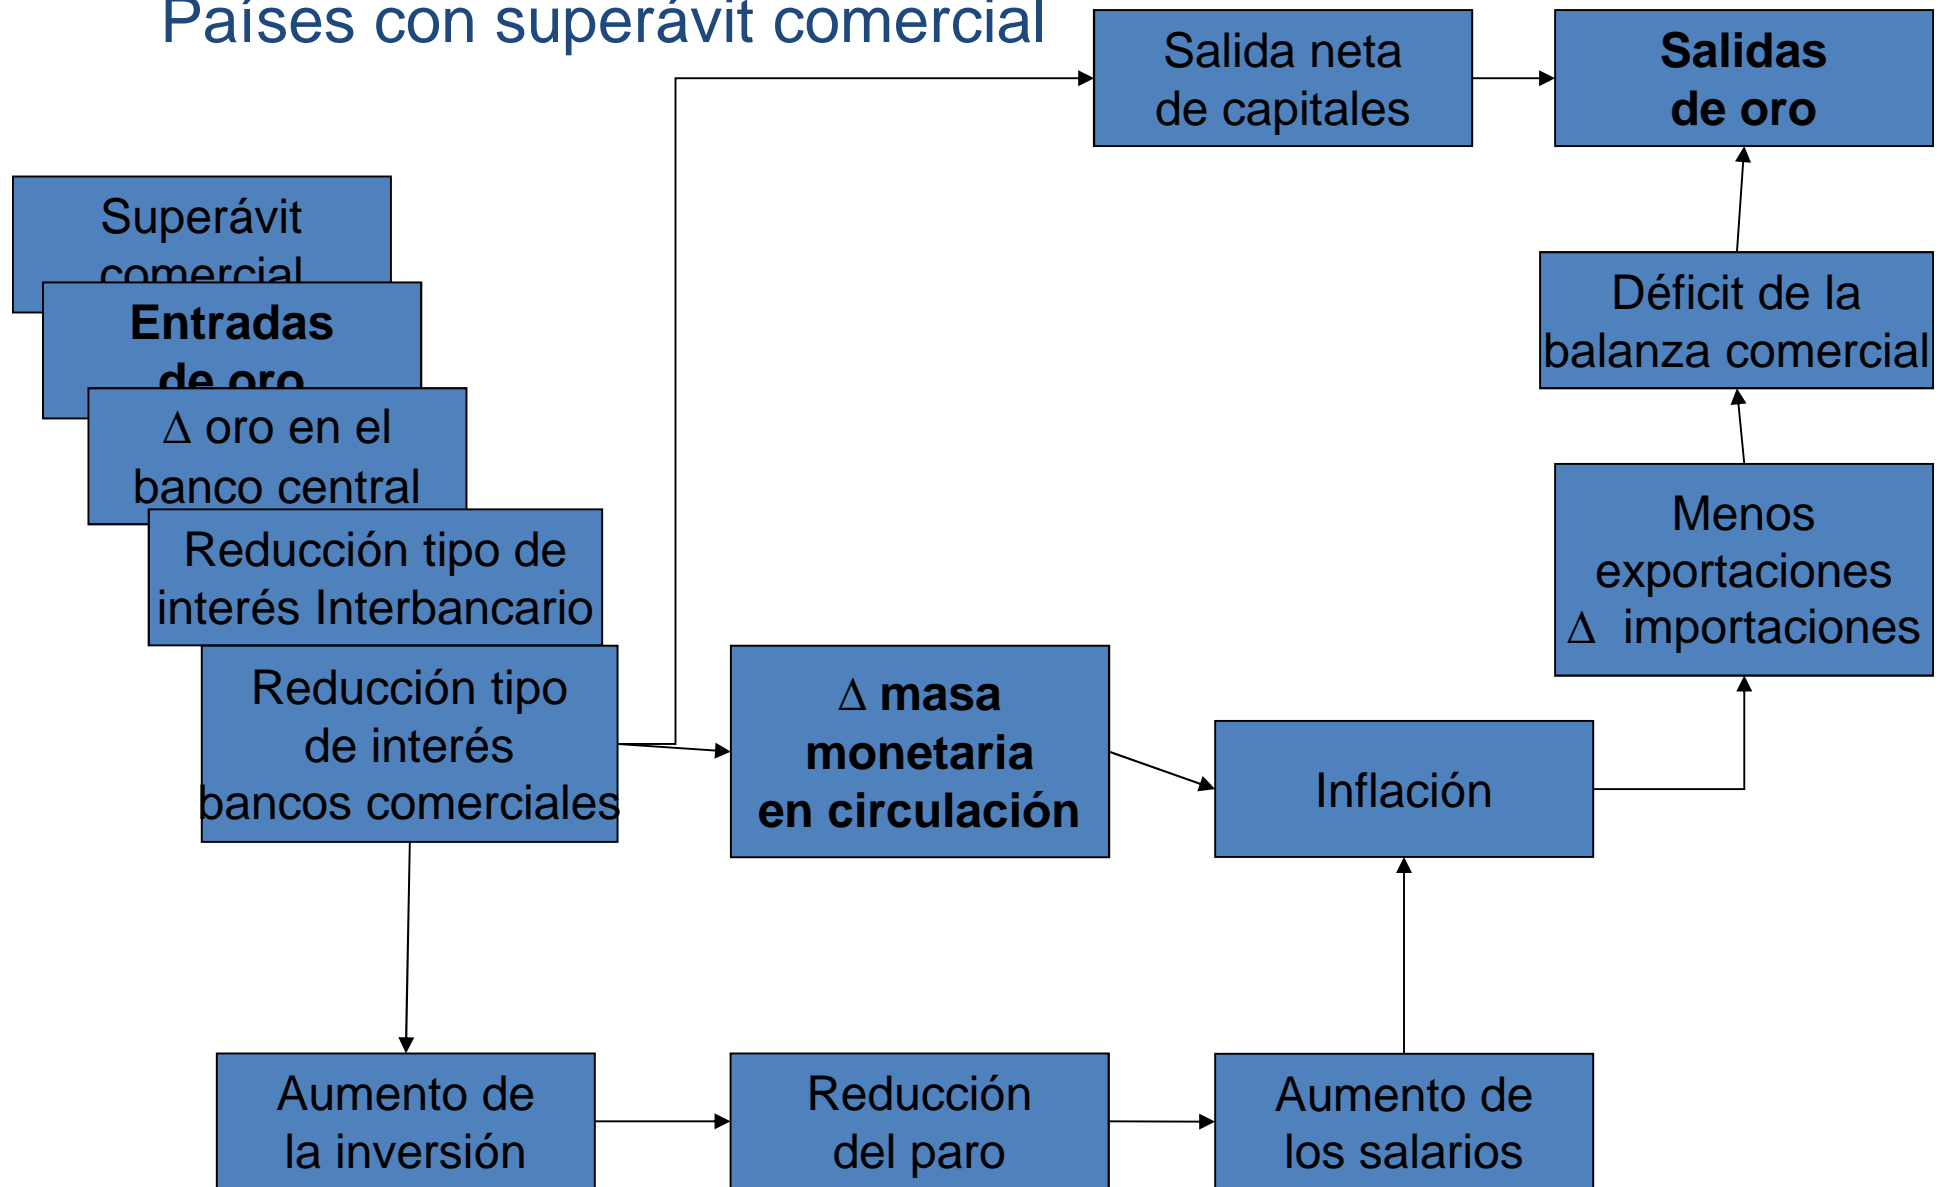 Países con superávit comercial
Salida neta
de capitales
Salidas
de oro
Superávit
comercial
Entradas
de oro
Δ oro en el
banco central
Reducción tipo de
interés Interbancario
Reducción tipo
de interés
bancos comerciales
Δ masa
monetaria
en circulación
Inflación
Menos
exportaciones
Δ importaciones
Déficit de la
balanza comercial
Aumento de
la inversión
Reducción
del paro
Aumento de
los salarios